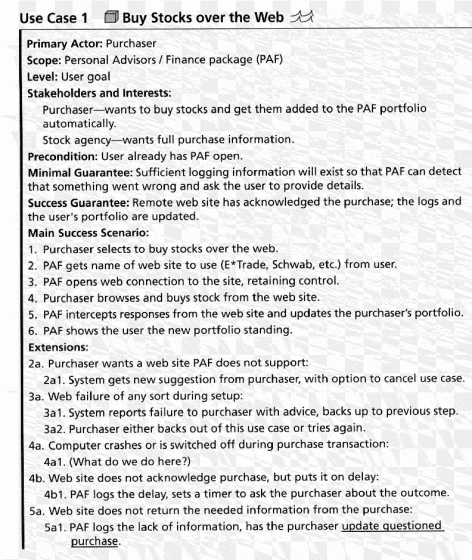 Use Case 1 Buy Stocks over the Web
Primary Actor: Purchaser
Scope: Personal Advisors / Finance package (PAF)
Level: User goal
Stakeholders and Interests:
Purchaser—wants to buy stocks and get them added to the PAF portfolio
automatically.
Stock agency—wants full purchase information.
Precondition: User already has PAF open.
Minimal Guarantee: Sufficient logging information will exist so that PAF can detect
that something went wrong and ask the user to provide details.
Success Guarantee: Remote web site has acknowledged the purchase; the logs and
the user's portfolio are updated.
Main Success Scenario:
1. Purchaser selects to buy stocks over the web.
2. PAF gets name of web site to use (E*Trade, Schwab, etc.) from user.
3. PAF opens web connection to the site, retaining control.
4. Purchaser browses and buys stock from the web site.
5. PAF intercepts responses from the web site and updates the purchaser's portfolio.
6. PAF shows the user the new portfolio standing.
Extensions:
2a. Purchaser wants a web site PAF does not support:
2a1. System gets new suggestion from purchaser, with option to cancel use case.
3a. Web failure of any sort during setup:
3a1. System reports failure to purchaser with advice, backs up to previous step.
3a2. Purchaser either backs out of this use case or tries again.
4a. Computer crashes or is switched off during purchase transaction:
4a1. (What do we do here?)
4b. Web site does not acknowledge purchase, but puts it on delay:
4b1. PAF logs the delay, sets a timer to ask the purchaser about the outcome.
5a. Web site does not return the needed information from the purchase:
5a1. PAF logs the lack of information, has the purchaser update questioned
purchase.